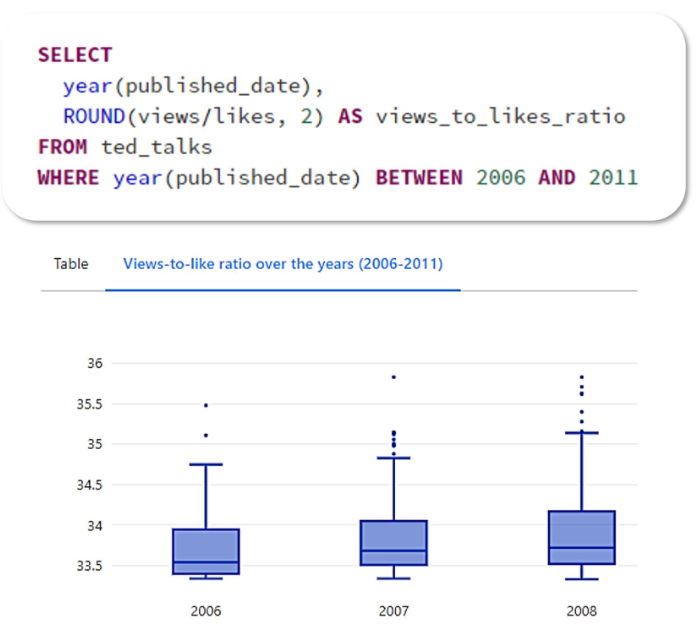 SELECT
year(published_date),
ROUND(views/likes, 2) AS views_to_likes_ratio
FROM ted_talks
WHERE year(published_date) BETWEEN 2006 AND 2011
Table Views-to-like ratio over the years (2006-2011)
36
35.5
35
34.5
34
33.5
2006 2007 2008